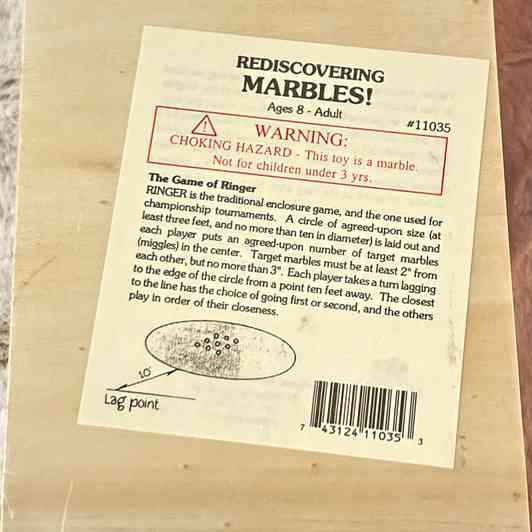 REDISCOVERING
MARBLES!
Ages 8 - Adult
#11035
WARNING:
CHOKING HAZARD - This toy is a marble.
Not for children under 3 yrs.
The Game of Ringer
RINGER is the traditional enclosure game, and the one used for
championship tournaments. A circle of agreed-upon size (at
least three feet, and no more than ten in diameter) is laid out and
each player puts an agreed-upon number of target marbles
(miggles) in the center. Target marbles must be at least 2" from
each other, but no more than 3". Each player takes a turn lagging
to the edge of the circle from a point ten feet away. The closest
to the line has the choice of going first or second, and the others
play in order of their closeness.
10'
Lag point
7 43124 11035 3